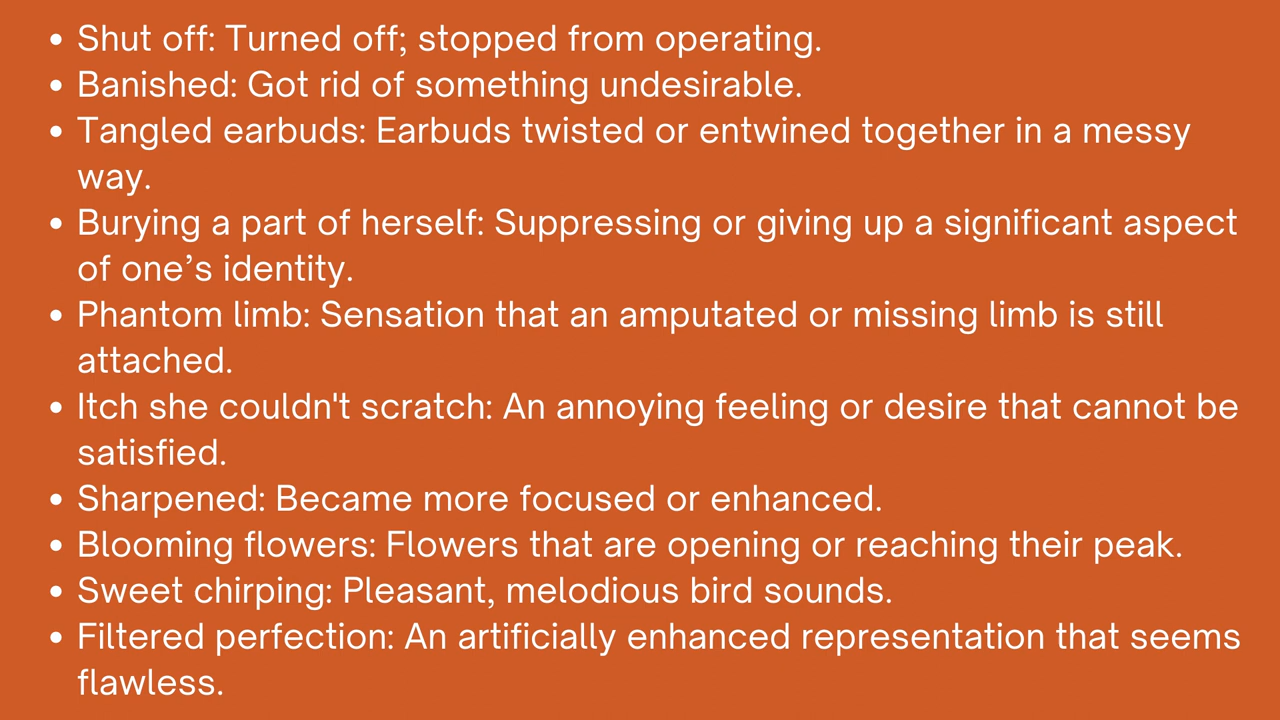 • Shut off: Turned off; stopped from operating.
• Banished: Got rid of something undesirable.
• Tangled earbuds: Earbuds twisted or entwined together in a messy
way.
• Burying a part of herself: Suppressing or giving up a significant aspect
of one’s identity.
• Phantom limb: Sensation that an amputated or missing limb is still
attached.
• Itch she couldn't scratch: An annoying feeling or desire that cannot be
satisfied.
• Sharpened: Became more focused or enhanced.
• Blooming flowers: Flowers that are opening or reaching their peak.
• Sweet chirping: Pleasant, melodious bird sounds.
• Filtered perfection: An artificially enhanced representation that seems
flawless.